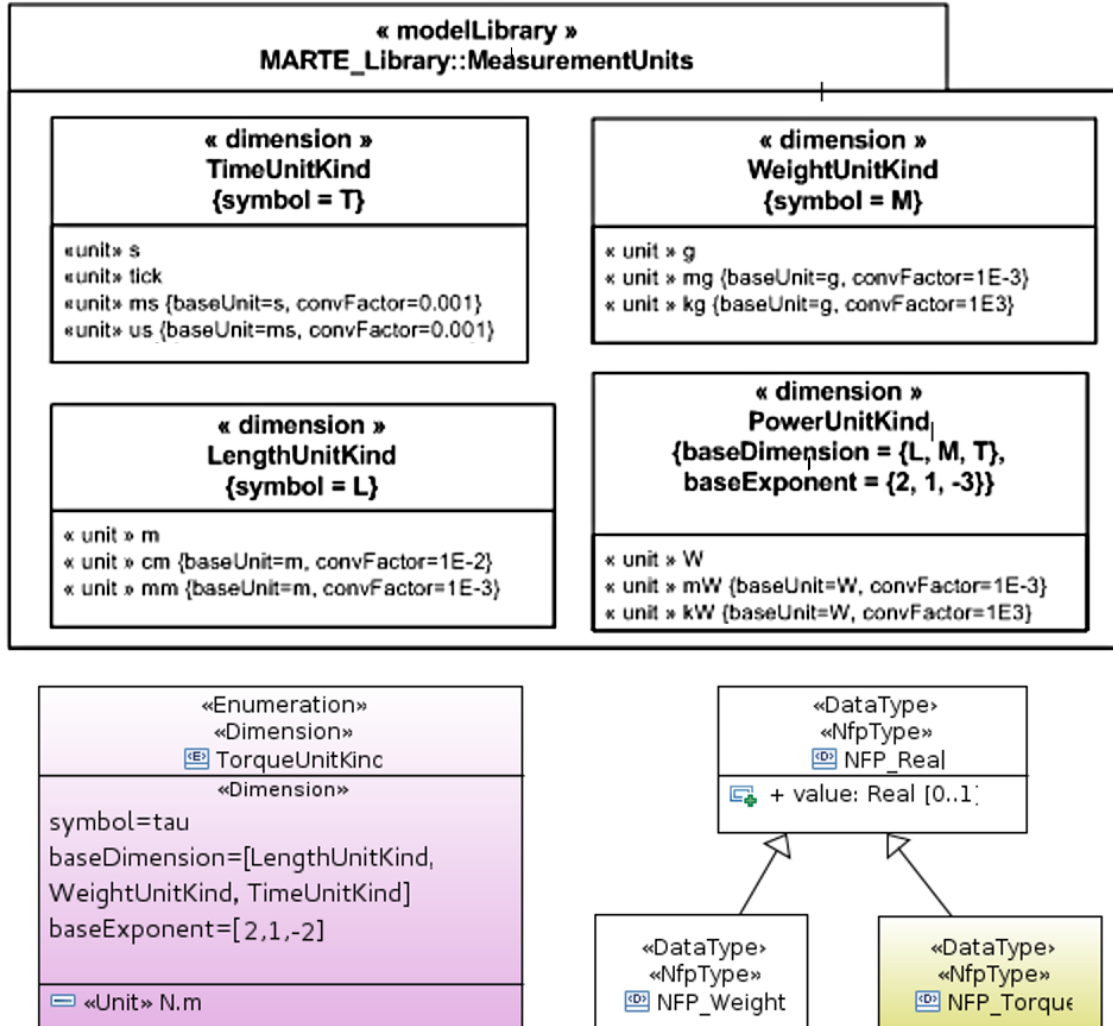 « modelLibrary »
MARTE_Library::MeasurementUnits
« dimension »
TimeUnitKind
{symbol = T}
«unit» s
«unit» tick
«unit» ms {baseUnit=s, convFactor=0.001}
«unit» us {baseUnit=ms, convFactor=0.001}
« dimension »
WeightUnitKind
{symbol = M}
« unit » g
« unit » mg {baseUnit=g, convFactor=1E-3}
« unit » kg {baseUnit=g, convFactor=1E3}
« dimension »
LengthUnitKind
{symbol = L}
« unit » m
« unit » cm {baseUnit=m, convFactor=1E-2}
« unit » mm {baseUnit=m, convFactor=1E-3}
« dimension »
PowerUnitKind
{baseDimension = {L, M, T},
baseExponent = {2, 1, -3}}
« unit » W
« unit » mW {baseUnit=W, convFactor=1E-3}
« unit » kW {baseUnit=W, convFactor=1E3}
«Enumeration»
«Dimension»
<E> TorqueUnitKinc
«Dimension»
symbol=tau
baseDimension=[LengthUnitKind,
WeightUnitKind, TimeUnitKind]
baseExponent=[2,1,-2]
«Unit» N.m
«DataType»
«NfpType»
<D> NFP_Real
+ value: Real [0..1]
«DataType»
«NfpType»
<D> NFP_Weight
«DataType»
«NfpType»
<D> NFP_Torque